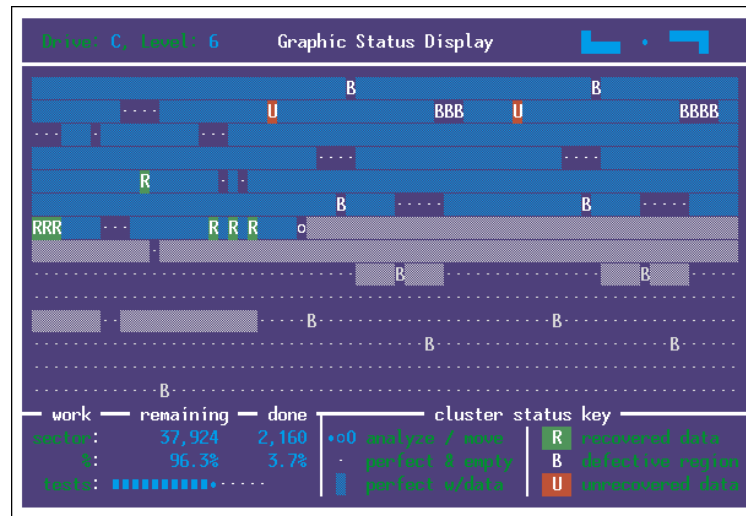 Drive: C, Level: 6 Graphic Status Display
B B
U BBB U BBBB
R
B B
RRR R R R o
B B
B B
B B
B
work remaining done cluster status key
sector: 37,924 2,160 •oO analyze / move R recovered data
%: 96.3% 3.7% · perfect & empty B defective region
tests: perfect w/data U unrecovered data